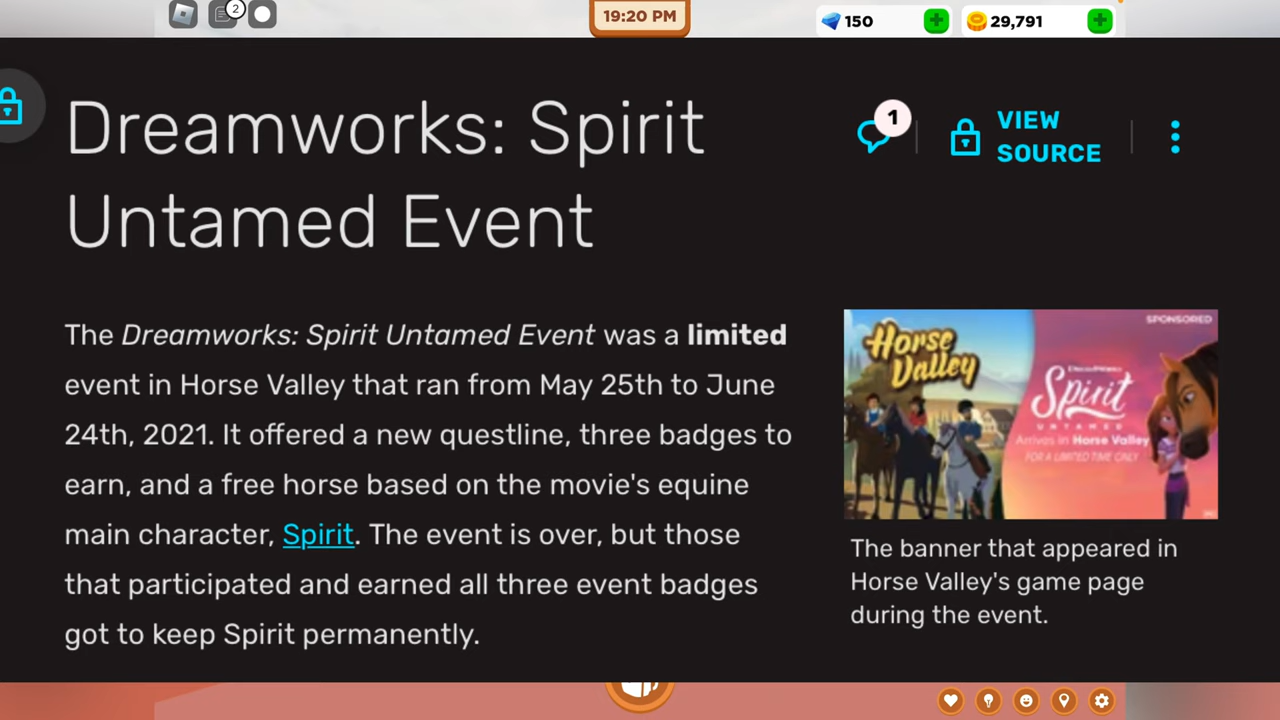 2
19:20 PM
150
29,791
Dreamworks: Spirit
Untamed Event
1
VIEW
SOURCE
The Dreamworks: Spirit Untamed Event was a limited
event in Horse Valley that ran from May 25th to June
24th, 2021. It offered a new questline, three badges to
earn, and a free horse based on the movie's equine
main character, Spirit. The event is over, but those
that participated and earned all three event badges
got to keep Spirit permanently.
SPONSORED
Horse
Valley
DREAMWORKS
Spirit
UNTAMED
Arrives in Horse Valley
FOR A LIMITED TIME ONLY
The banner that appeared in
Horse Valley's game page
during the event.